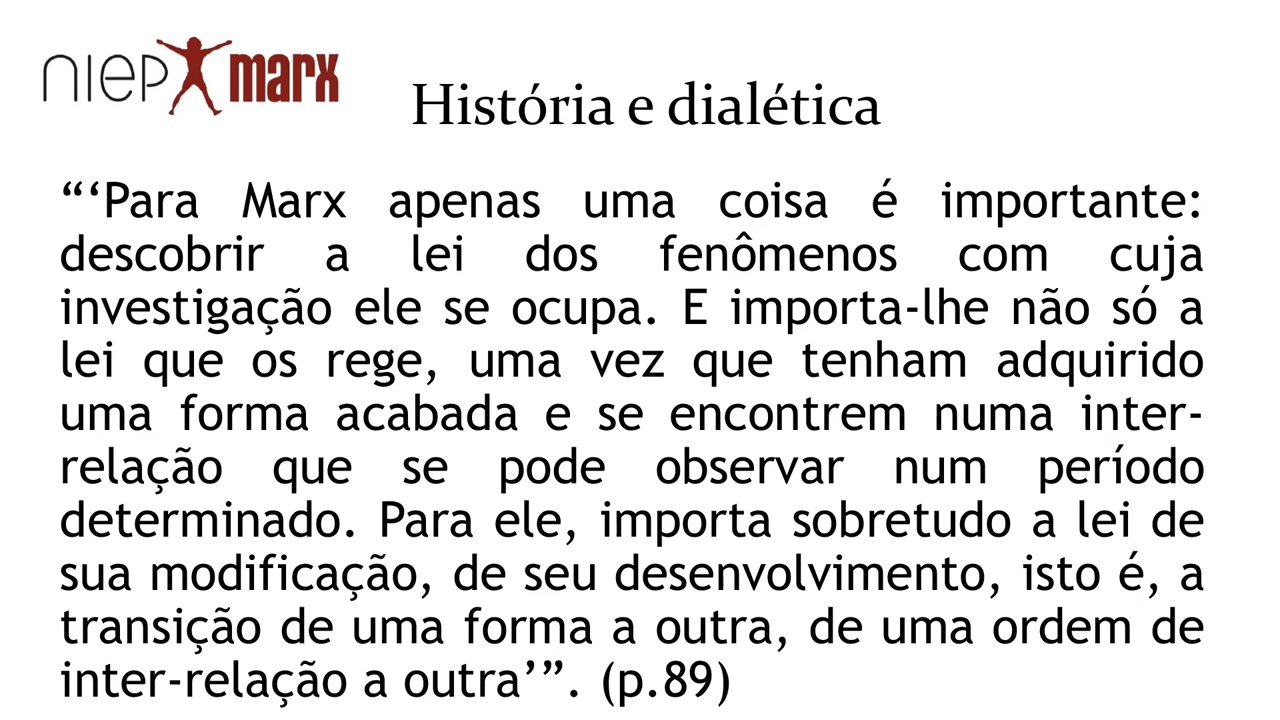 NIEP marx
História e dialética
“‘Para Marx apenas uma coisa é importante:
descobrir a lei dos fenômenos com cuja
investigação ele se ocupa. E importa-lhe não só a
lei que os rege, uma vez que tenham adquirido
uma forma acabada e se encontrem numa inter-
relação que se pode observar num período
determinado. Para ele, importa sobretudo a lei de
sua modificação, de seu desenvolvimento, isto é, a
transição de uma forma a outra, de uma ordem de
inter-relação a outra’”. (p.89)